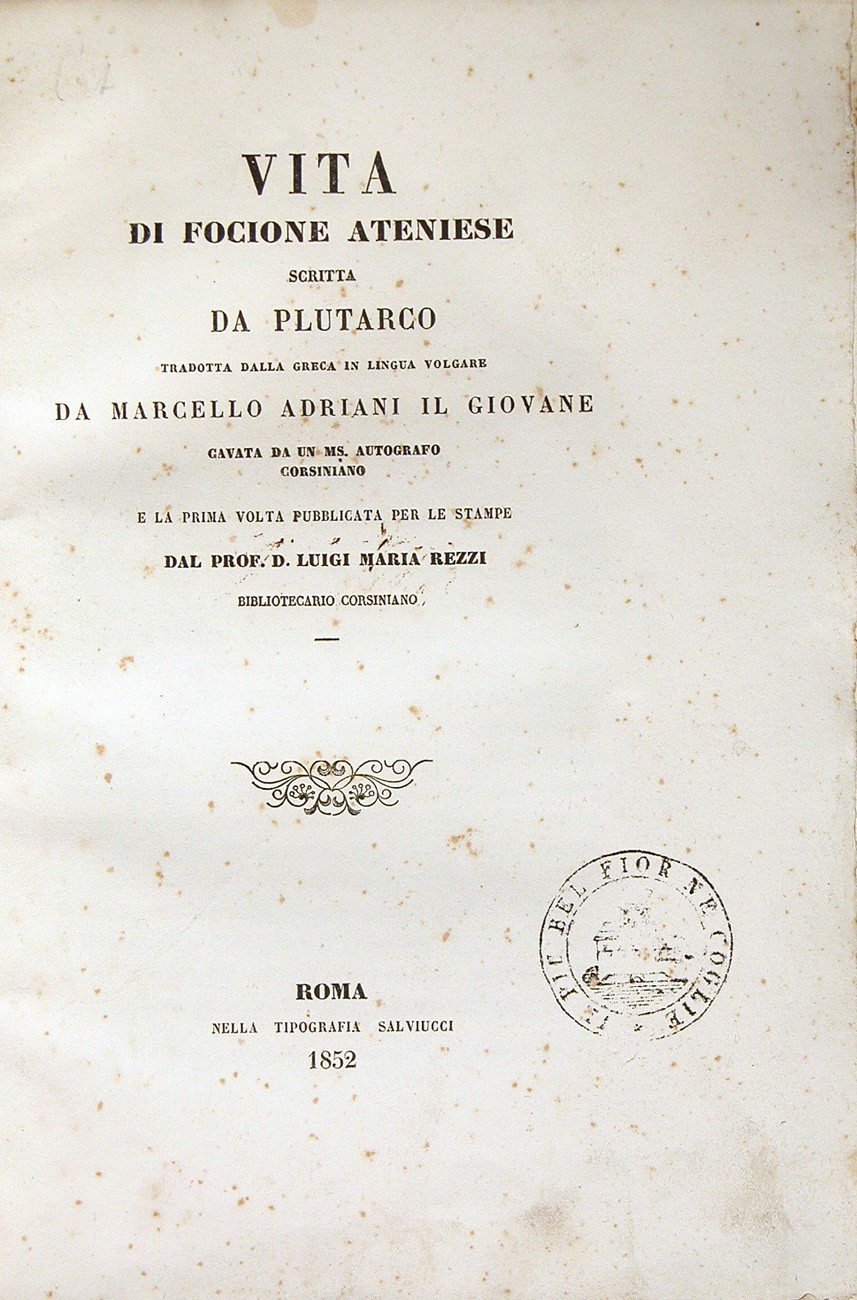 VITA
DI FOCIONE ATENIESE
SCRITTA
DA PLUTARCO
TRADOTTA DALLA GRECA IN LINGUA VOLGARE
DA MARCELLO ADRIANI IL GIOVANE
CAVATA DA UN MS. AUTOGRAFO
CORSINIANO
E LA PRIMA VOLTA PUBBLICATA PER LE STAMPE
DAL PROF. D. LUIGI MARIA REZZI
BIBLIOTECARIO CORSINIANO
ROMA
NELLA TIPOGRAFIA SALVIUCCI
1852
IL PIU BEL FIOR NE COGLIE